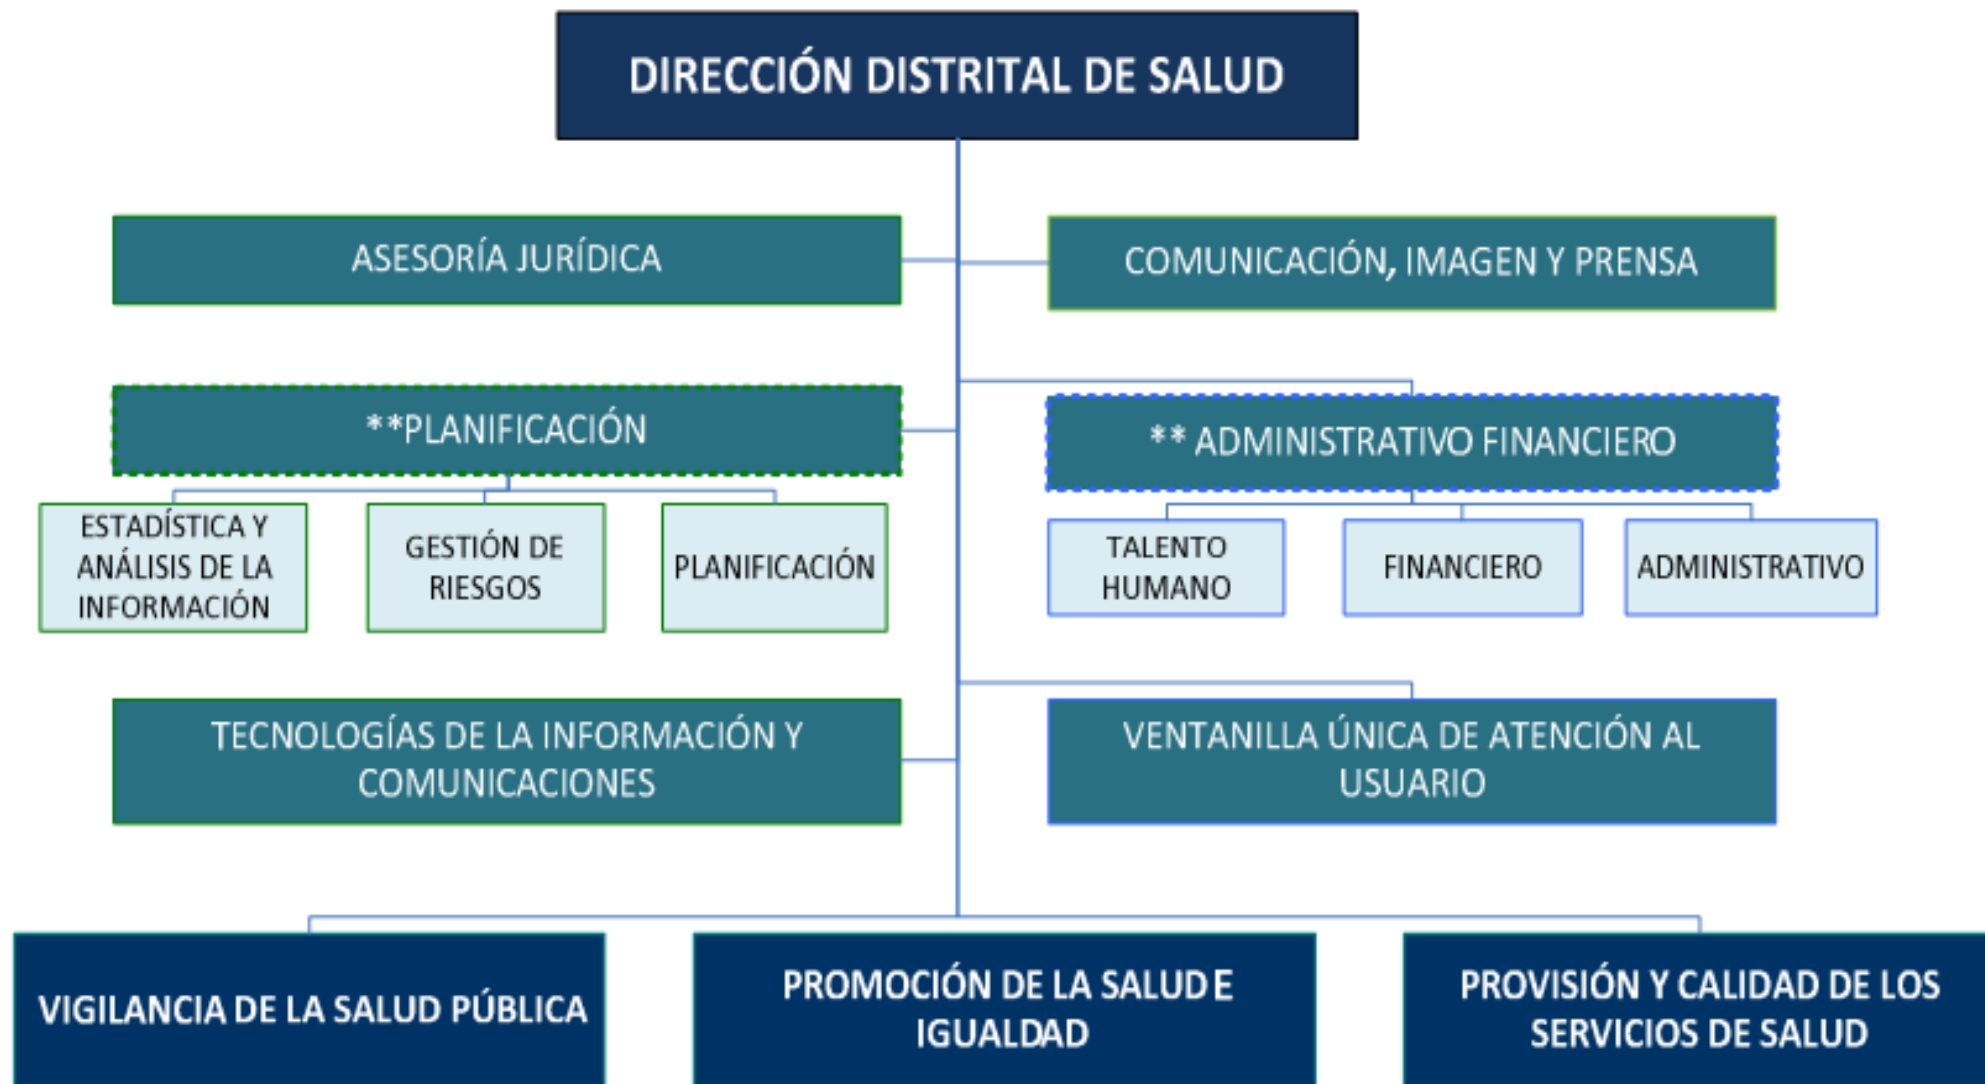 DIRECCIÓN DISTRITAL DE SALUD
ASESORÍA JURÍDICA
COMUNICACIÓN, IMAGEN Y PRENSA
**PLANIFICACIÓN
** ADMINISTRATIVO FINANCIERO
ESTADÍSTICA Y
ANÁLISIS DE LA
INFORMACIÓN
GESTIÓN DE
RIESGOS
PLANIFICACIÓN
TALENTO
HUMANO
FINANCIERO
ADMINISTRATIVO
TECNOLOGÍAS DE LA INFORMACIÓN Y
COMUNICACIONES
VENTANILLA ÚNICA DE ATENCIÓN AL
USUARIO
VIGILANCIA DE LA SALUD PÚBLICA
PROMOCIÓN DE LA SALUD E
IGUALDAD
PROVISIÓN Y CALIDAD DE LOS
SERVICIOS DE SALUD